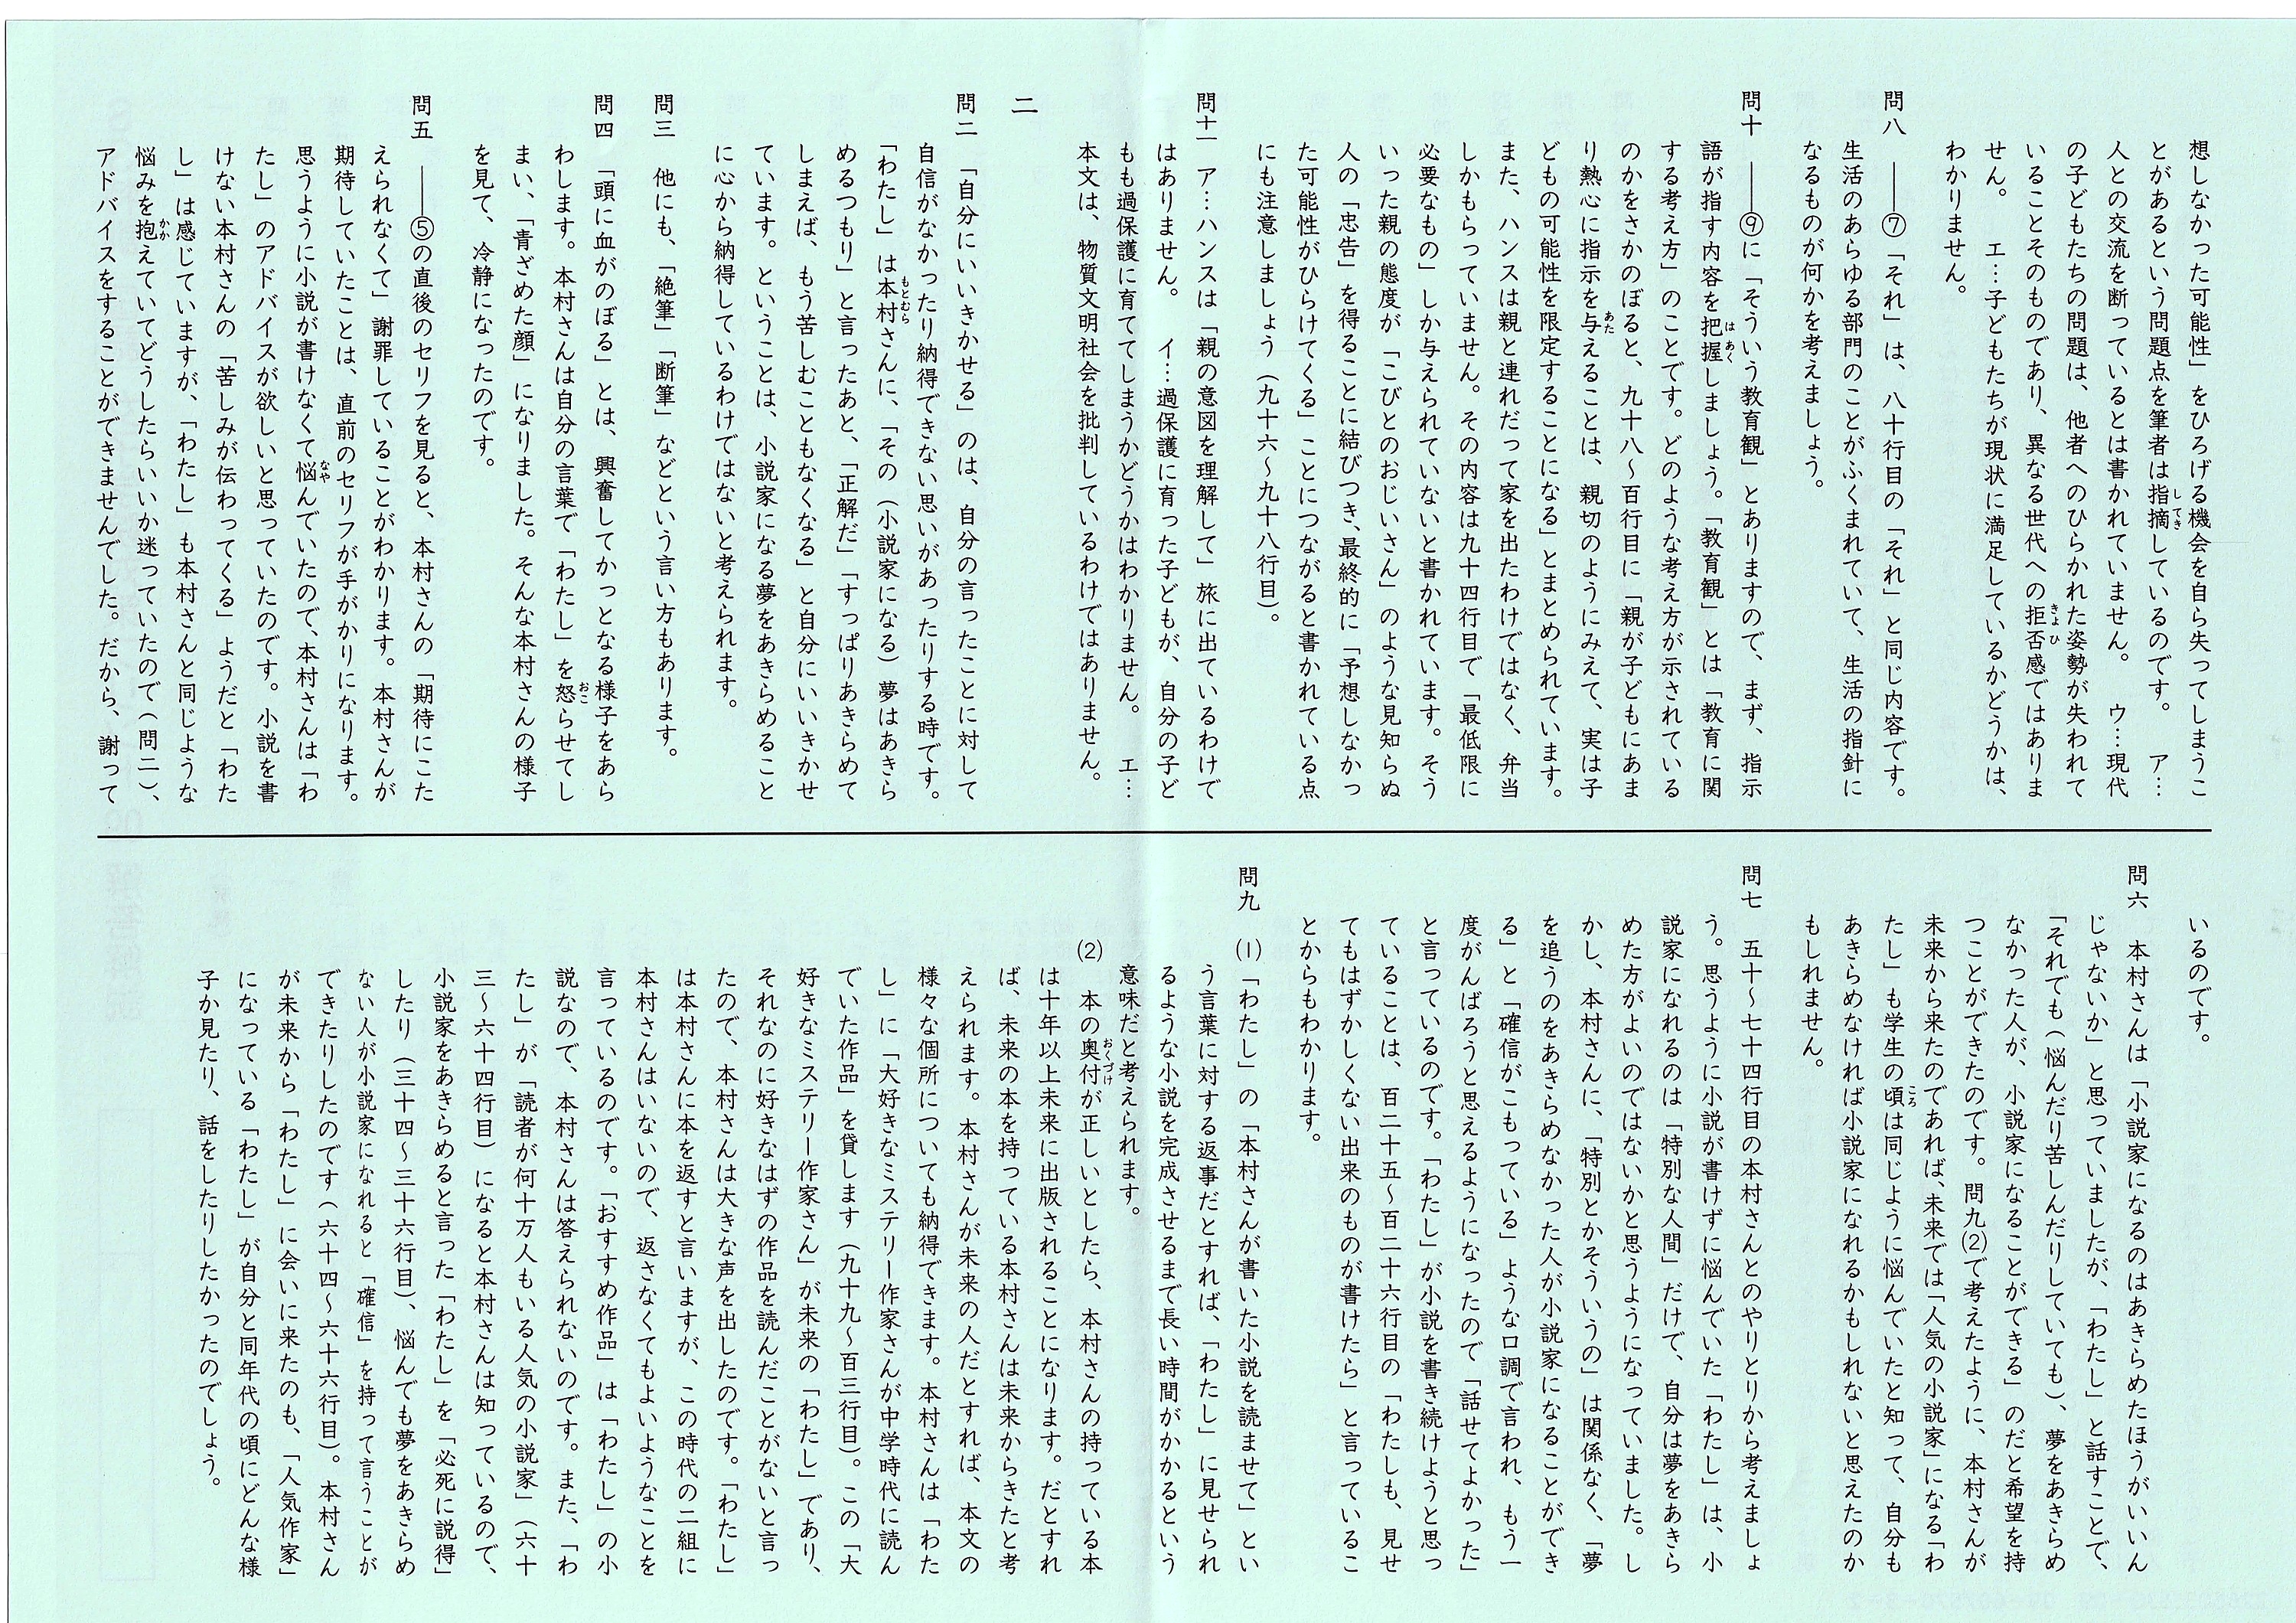 想しなかった可能性」をひろげる機会を自ら失ってしまうこ
とがあるという問題点を筆者は指摘しているのです。　ア…
人との交流を断っているとは書かれていません。　ウ…現代
の子どもたちの問題は、他者へのひらかれた姿勢が失われて
いることそのものであり、異なる世代への拒否感ではありま
せん。　エ…子どもたちが現状に満足しているかどうかは、
わかりません。
問八　――⑦「それ」は、八十行目の「それ」と同じ内容です。
生活のあらゆる部門のことがふくまれていて、生活の指針に
なるものが何かを考えましょう。
問十　――⑨に「そういう教育観」とありますので、まず、指示
語が指す内容を把握しましょう。「教育観」とは「教育に関
する考え方」のことです。どのような考え方が示されている
のかをさかのぼると、九十八〜百行目に「親が子どもにあま
り熱心に指示を与えることは、親切のようにみえて、実は子
どもの可能性を限定することになる」とまとめられています。
また、ハンスは親と連れだって家を出たわけではなく、弁当
しかもらっていません。その内容は九十四行目で「最低限に
必要なもの」しか与えられていないと書かれています。そう
いった親の態度が「こびとのおじいさん」のような見知らぬ
人の「忠告」を得ることに結びつき、最終的に「予想しなかっ
た可能性がひらけてくる」ことにつながると書かれている点
にも注意しましょう（九十六〜九十八行目）。
問十一　ア…ハンスは「親の意図を理解して」旅に出ているわけで
はありません。　イ…過保護に育った子どもが、自分の子ど
もも過保護に育ててしまうかどうかはわかりません。　エ…
本文は、物質文明社会を批判しているわけではありません。
二
問二　「自分にいいきかせる」のは、自分の言ったことに対して
自信がなかったり納得できない思いがあったりする時です。
「わたし」は本村さんに、「その（小説家になる）夢はあきら
めるつもり」と言ったあと、「正解だ」「すっぱりあきらめて
しまえば、もう苦しむこともなくなる」と自分にいいきかせ
ています。ということは、小説家になる夢をあきらめること
に心から納得しているわけではないと考えられます。
問三　他にも、「絶筆」「断筆」などという言い方もあります。
問四　「頭に血がのぼる」とは、興奮してかっとなる様子をあら
わします。本村さんは自分の言葉で「わたし」を怒らせてし
まい、「青ざめた顔」になりました。そんな本村さんの様子
を見て、冷静になったのです。
問五　――⑤の直後のセリフを見ると、本村さんの「期待にこた
えられなくて」謝罪していることがわかります。本村さんが
期待していたことは、直前のセリフが手がかりになります。
思うように小説が書けなくて悩んでいたので、本村さんは「わ
たし」のアドバイスが欲しいと思っていたのです。小説を書
けない本村さんの「苦しみが伝わってくる」ようだと「わた
し」は感じていますが、「わたし」も本村さんと同じような
悩みを抱えていてどうしたらいいか迷っていたので（問二）、
アドバイスをすることができませんでした。だから、謝って
いるのです。
問六　本村さんは「小説家になるのはあきらめたほうがいいん
じゃないか」と思っていましたが、「わたし」と話すことで、
「それでも（悩んだり苦しんだりしていても）、夢をあきらめ
なかった人が、小説家になることができる」のだと希望を持
つことができたのです。問九⑵で考えたように、本村さんが
未来から来たのであれば、未来では「人気の小説家」になる「わ
たし」も学生の頃は同じように悩んでいたと知って、自分も
あきらめなければ小説家になれるかもしれないと思えたのか
もしれません。
問七　五十〜七十四行目の本村さんとのやりとりから考えましょ
う。思うように小説が書けずに悩んでいた「わたし」は、小
説家になれるのは「特別な人間」だけで、自分は夢をあきら
めた方がよいのではないかと思うようになっていました。し
かし、本村さんに、「特別とかそういうの」は関係なく、「夢
を追うのをあきらめなかった人が小説家になることができ
る」と「確信がこもっている」ような口調で言われ、もう一
度がんばろうと思えるようになったので「話せてよかった」
と言っているのです。「わたし」が小説を書き続けようと思っ
ていることは、百二十五〜百二十六行目の「わたしも、見せ
てもはずかしくない出来のものが書けたら」と言っているこ
とからもわかります。
問九　⑴「わたし」の「本村さんが書いた小説を読ませて」とい
う言葉に対する返事だとすれば、「わたし」に見せられ
るような小説を完成させるまで長い時間がかかるという
意味だと考えられます。
⑵　本の奥付が正しいとしたら、本村さんの持っている本
は十年以上未来に出版されることになります。だとすれ
ば、未来の本を持っている本村さんは未来からきたと考
えられます。本村さんが未来の人だとすれば、本文の
様々な個所についても納得できます。本村さんは「わた
し」に「大好きなミステリー作家さんが中学時代に読ん
でいた作品」を貸します（九十九〜百三行目）。この「大
好きなミステリー作家さん」が未来の「わたし」であり、
それなのに好きなはずの作品を読んだことがないと言っ
たので、本村さんは大きな声を出したのです。「わたし」
は本村さんに本を返すと言いますが、この時代の二組に
本村さんはいないので、返さなくてもよいようなことを
言っているのです。「おすすめ作品」は「わたし」の小
説なので、本村さんは答えられないのです。また、「わ
たし」が「読者が何十万人もいる人気の小説家」（六十
三〜六十四行目）になると本村さんは知っているので、
小説家をあきらめると言った「わたし」を「必死に説得」
したり（三十四〜三十六行目）、悩んでも夢をあきらめ
ない人が小説家になれると「確信」を持って言うことが
できたりしたのです（六十四〜六十六行目）。本村さん
が未来から「わたし」に会いに来たのも、「人気作家」
になっている「わたし」が自分と同年代の頃にどんな様
子か見たり、話をしたりしたかったのでしょう。